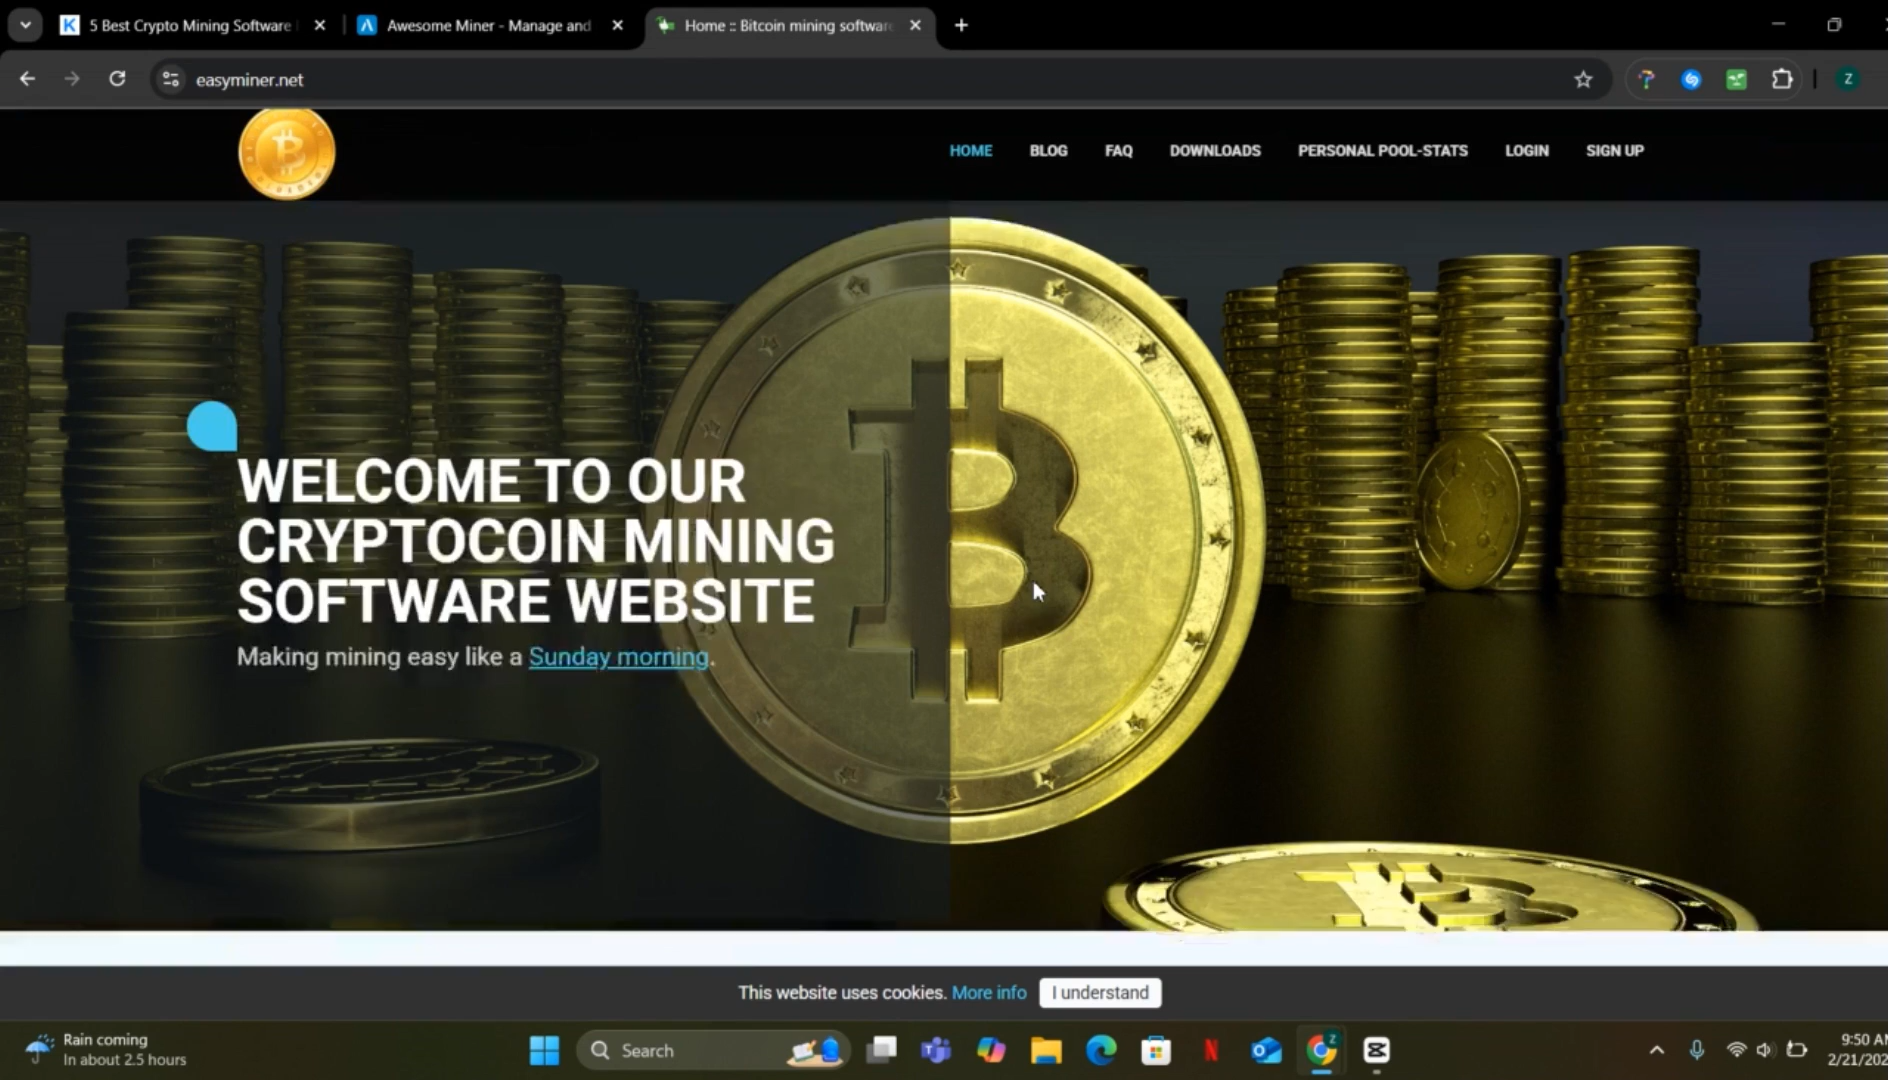 5 Best Crypto Mining Software
Awesome Miner - Manage and
Home :: Bitcoin mining software
easyminer.net
Z
HOME
BLOG
FAQ
DOWNLOADS
PERSONAL POOL-STATS
LOGIN
SIGN UP
WELCOME TO OUR
CRYPTOCOIN MINING
SOFTWARE WEBSITE
Making mining easy like a Sunday morning.
This website uses cookies. More info
I understand
Rain coming
In about 2.5 hours
Search
9:50 AM
2/21/202